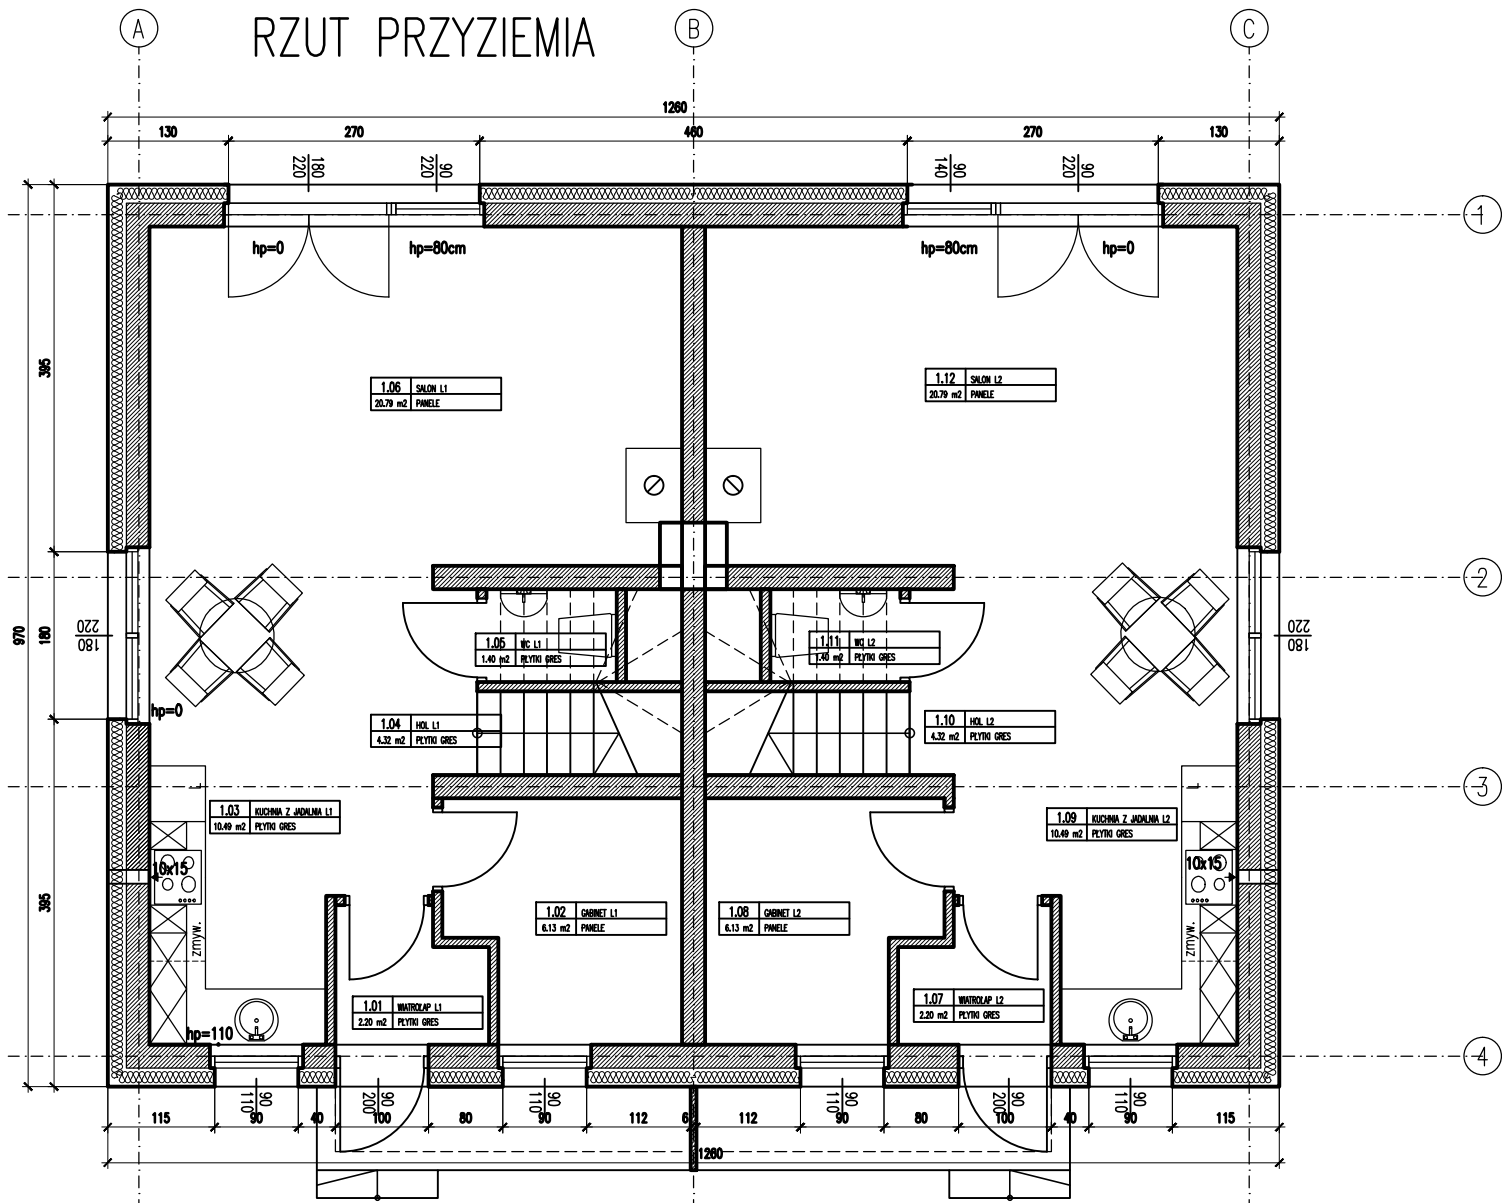 A
RZUT PRZYZIEMIA
B
C
1260
130
270
460
270
130
180
220
90
220
90
140
90
220
1
hp=0
hp=80cm
hp=80cm
hp=0
395
1.06 SALON L1
20.79 m2 PANELE
1.12 SALON L2
20.79 m2 PANELE
2
970
180
220
180
220
180
1.05 WC L1
1.40 m2 PŁYTKI GRES
1.11 WC L2
1.40 m2 PŁYTKI GRES
hp=0
1.04 HOL L1
4.32 m2 PŁYTKI GRES
1.10 HOL L2
4.32 m2 PŁYTKI GRES
3
1.03 KUCHNIA Z JADALNIA L1
10.49 m2 PŁYTKI GRES
1.09 KUCHNIA Z JADALNIA L2
10.49 m2 PŁYTKI GRES
10x15
10x15
395
1.02 GABINET L1
6.13 m2 PANELE
1.08 GABINET L2
6.13 m2 PANELE
zmyw.
zmyw.
1.01 WIATROŁAP L1
2.20 m2 PŁYTKI GRES
1.07 WIATROŁAP L2
2.20 m2 PŁYTKI GRES
hp=110
4
90
110
90
200
90
110
90
110
90
200
90
110
115
90
40
100
80
90
112
6
112
90
80
100
40
90
115
1260